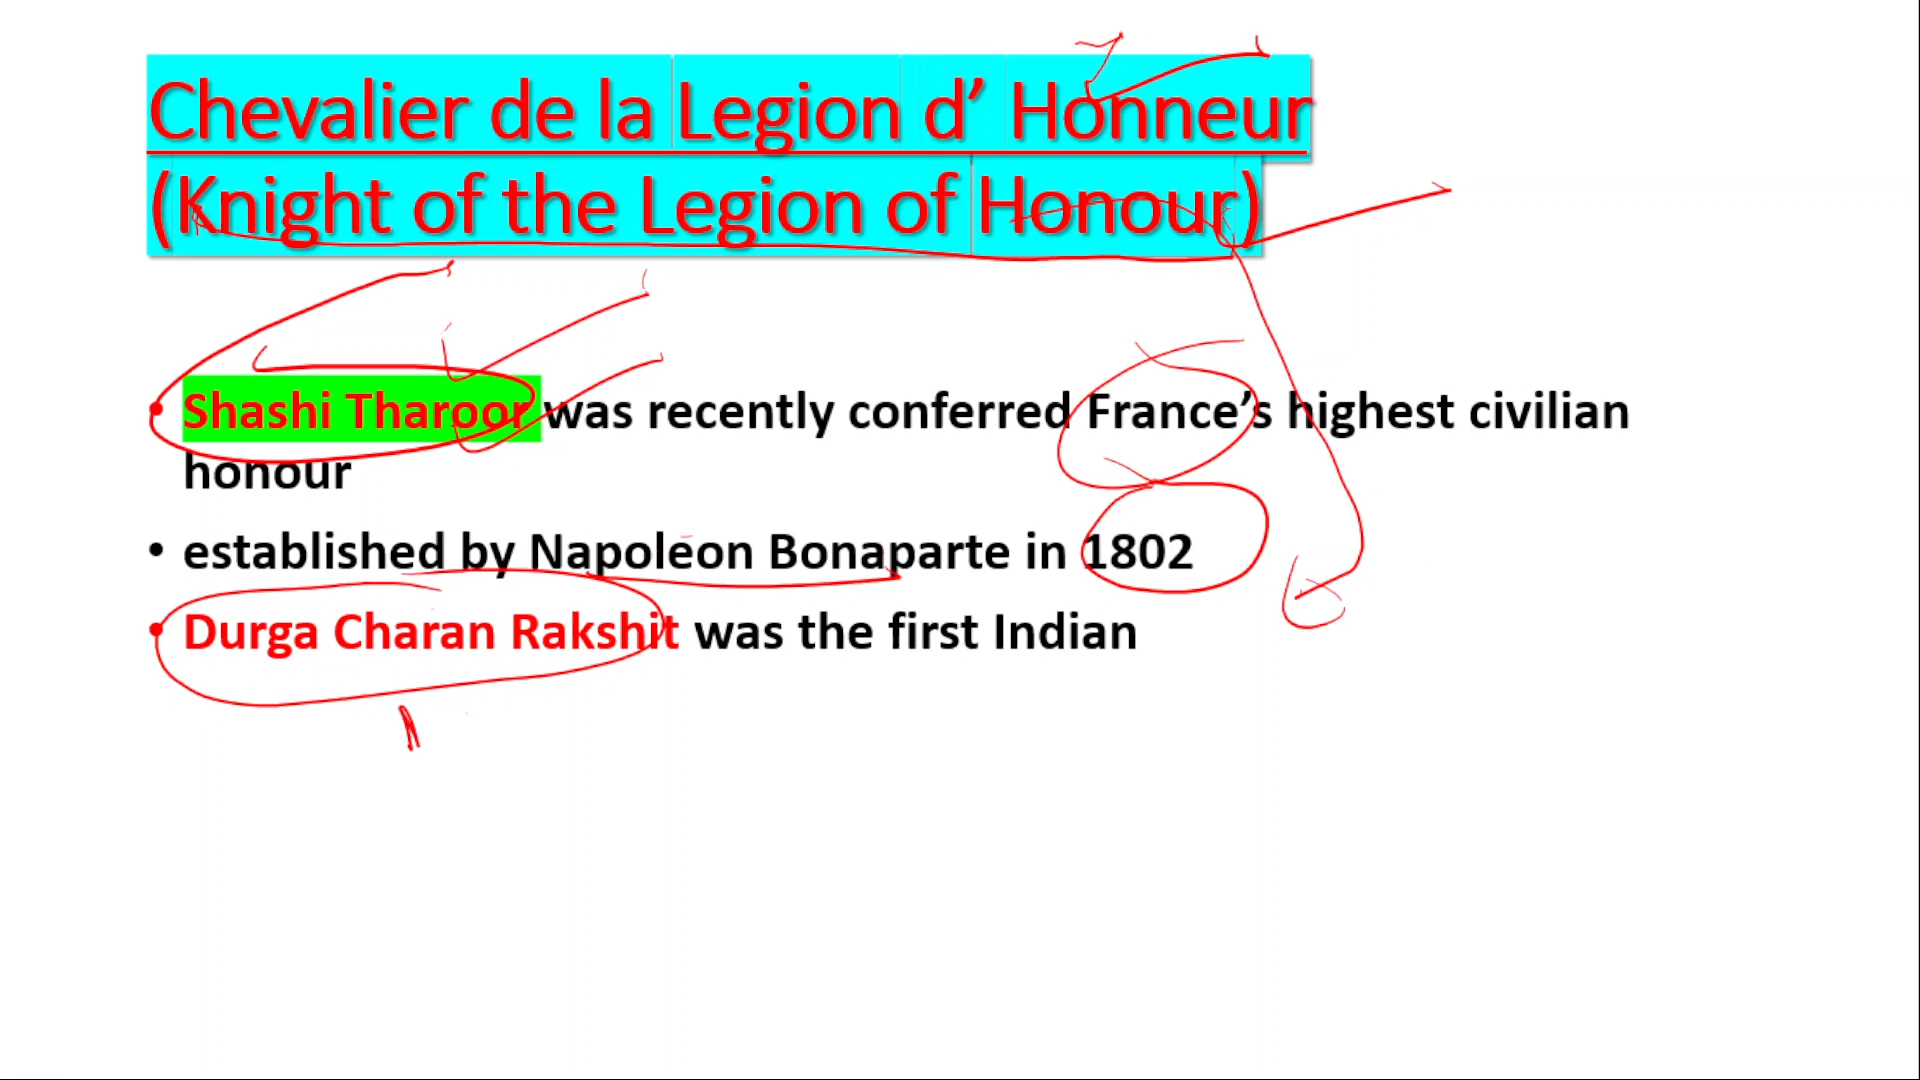 Chevalier de la Legion d’ Honneur
(Knight of the Legion of Honour)
• Shashi Tharoor was recently conferred France’s highest civilian
honour
• established by Napoleon Bonaparte in 1802
• Durga Charan Rakshit was the first Indian